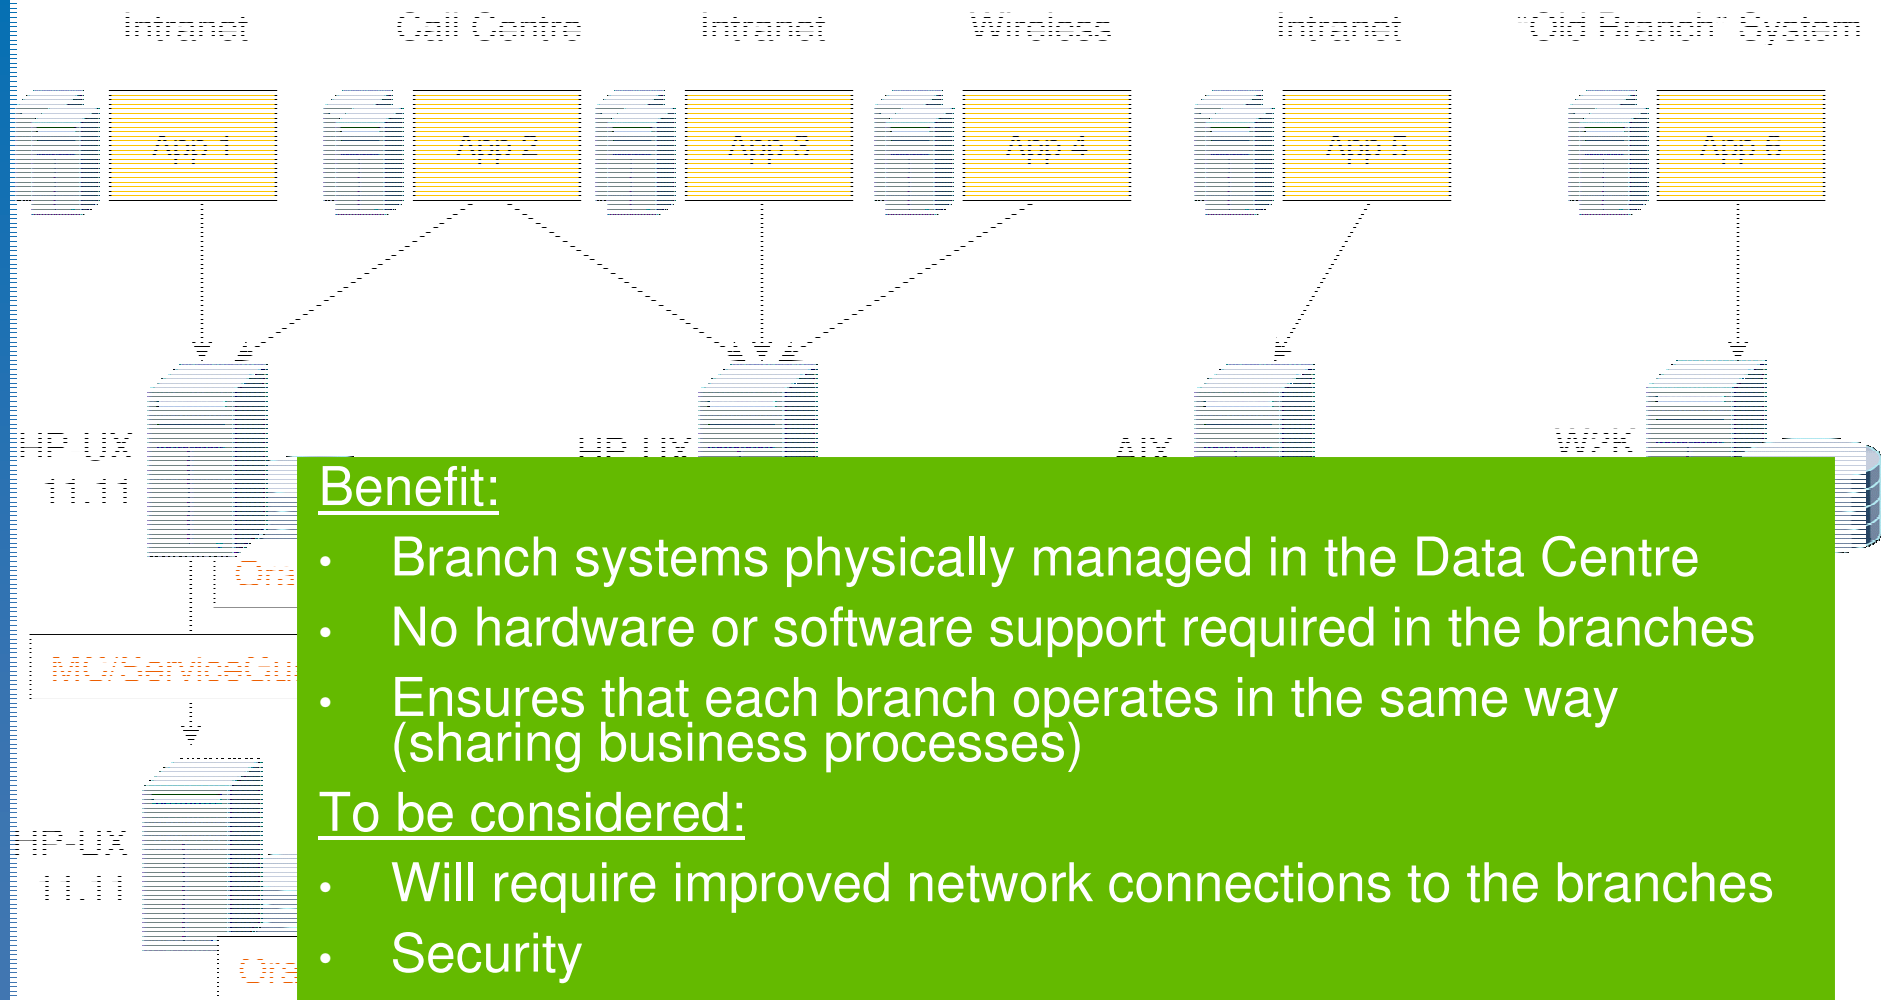 Intranet
Call Centre
Intranet
Wireless
Intranet
"Old Branch" System
App 1
App 2
App 3
App 4
App 5
App 6
HP-UX
11.11
HP-UX
AIX
W2K
Benefit:
• Branch systems physically managed in the Data Centre
• No hardware or software support required in the branches
• Ensures that each branch operates in the same way
(sharing business processes)
To be considered:
• Will require improved network connections to the branches
• Security
MC/ServiceGu
HP-UX
11.11